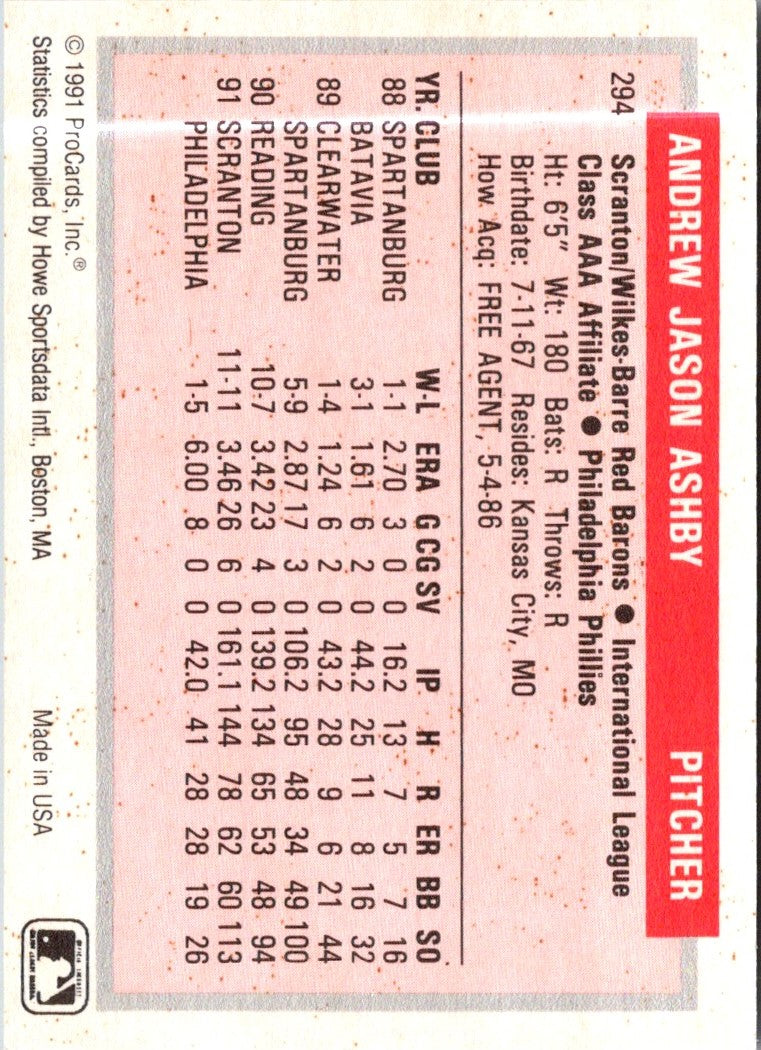 ANDREW JASON ASHBY PITCHER
294 Scranton/Wilkes-Barre Red Barons ● International League
Class AAA Affiliate ● Philadelphia Phillies
Ht: 6'5" Wt: 180 Bats: R Throws: R
Birthdate: 7-11-67 Resides: Kansas City, MO
How. Acq: FREE AGENT, 5-4-86
YR. CLUB W-L ERA G CG SV IP H R ER BB SO
88 SPARTANBURG 1-1 2.70 3 0 0 16.2 13 7 5 7 16
BATAVIA 3-1 1.61 6 2 0 44.2 25 11 8 16 32
89 CLEARWATER 1-4 1.24 6 2 0 43.2 28 9 6 21 44
SPARTANBURG 5-9 2.87 17 3 0 106.2 95 48 34 49 100
90 READING 10-7 3.42 23 4 0 139.2 134 65 53 48 94
91 SCRANTON 11-11 3.46 26 6 0 161.1 144 78 62 60 113
PHILADELPHIA 1-5 6.00 8 0 0 42.0 41 28 28 19 26
© 1991 ProCards, Inc.® Made in USA
Statistics compiled by Howe Sportsdata Intl., Boston, MA